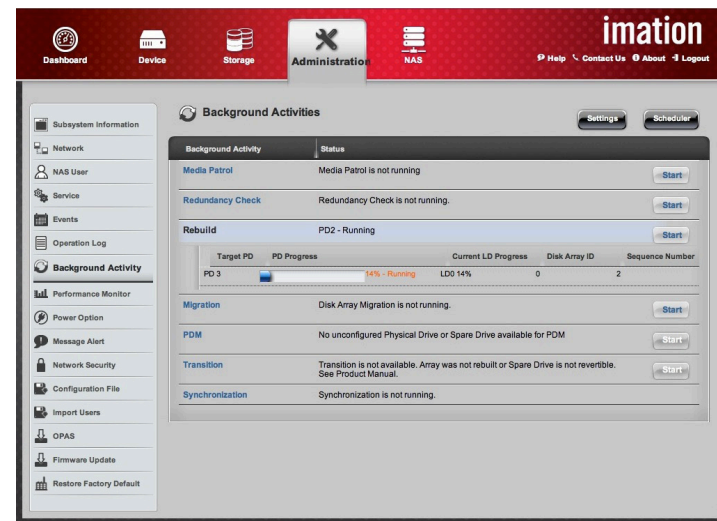 imation
Dashboard Device Storage Administration NAS
Help Contact Us About Logout
Subsystem Information
Network
NAS User
Service
Events
Operation Log
Background Activity
Performance Monitor
Power Option
Message Alert
Network Security
Configuration File
Import Users
OPAS
Firmware Update
Restore Factory Default
Background Activities
Settings Scheduler
Background Activity Status
Media Patrol Media Patrol is not running Start
Redundancy Check Redundancy Check is not running. Start
Rebuild PD2 - Running Start
Target PD PD Progress Current LD Progress Disk Array ID Sequence Number
PD 3 14% - Running LD0 14% 0 2
Migration Disk Array Migration is not running. Start
PDM No unconfigured Physical Drive or Spare Drive available for PDM Start
Transition Transition is not available. Array was not rebuilt or Spare Drive is not revertible. Start
See Product Manual.
Synchronization Synchronization is not running.